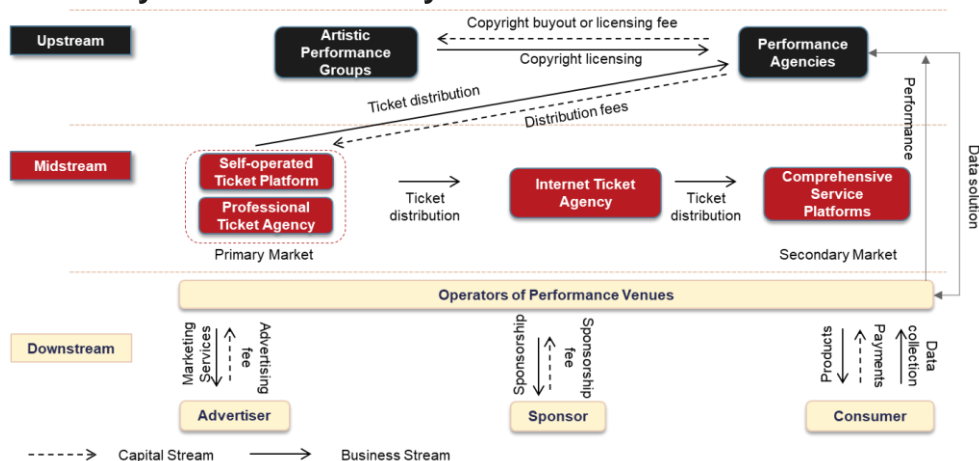 Upstream
Artistic
Performance
Groups
Copyright buyout or licensing fee
Copyright licensing
Performance
Agencies
Ticket distribution
Distribution fees
Performance
Data solution
Midstream
Self-operated
Ticket Platform
Professional
Ticket Agency
Primary Market
Ticket
distribution
Internet Ticket
Agency
Ticket
distribution
Comprehensive
Service
Platforms
Secondary Market
Operators of Performance Venues
Downstream
Marketing
Services
Advertising
fee
Sponsorship
Sponsorship
fee
Products
Payments
Data
collection
Advertiser
Sponsor
Consumer
Capital Stream
Business Stream